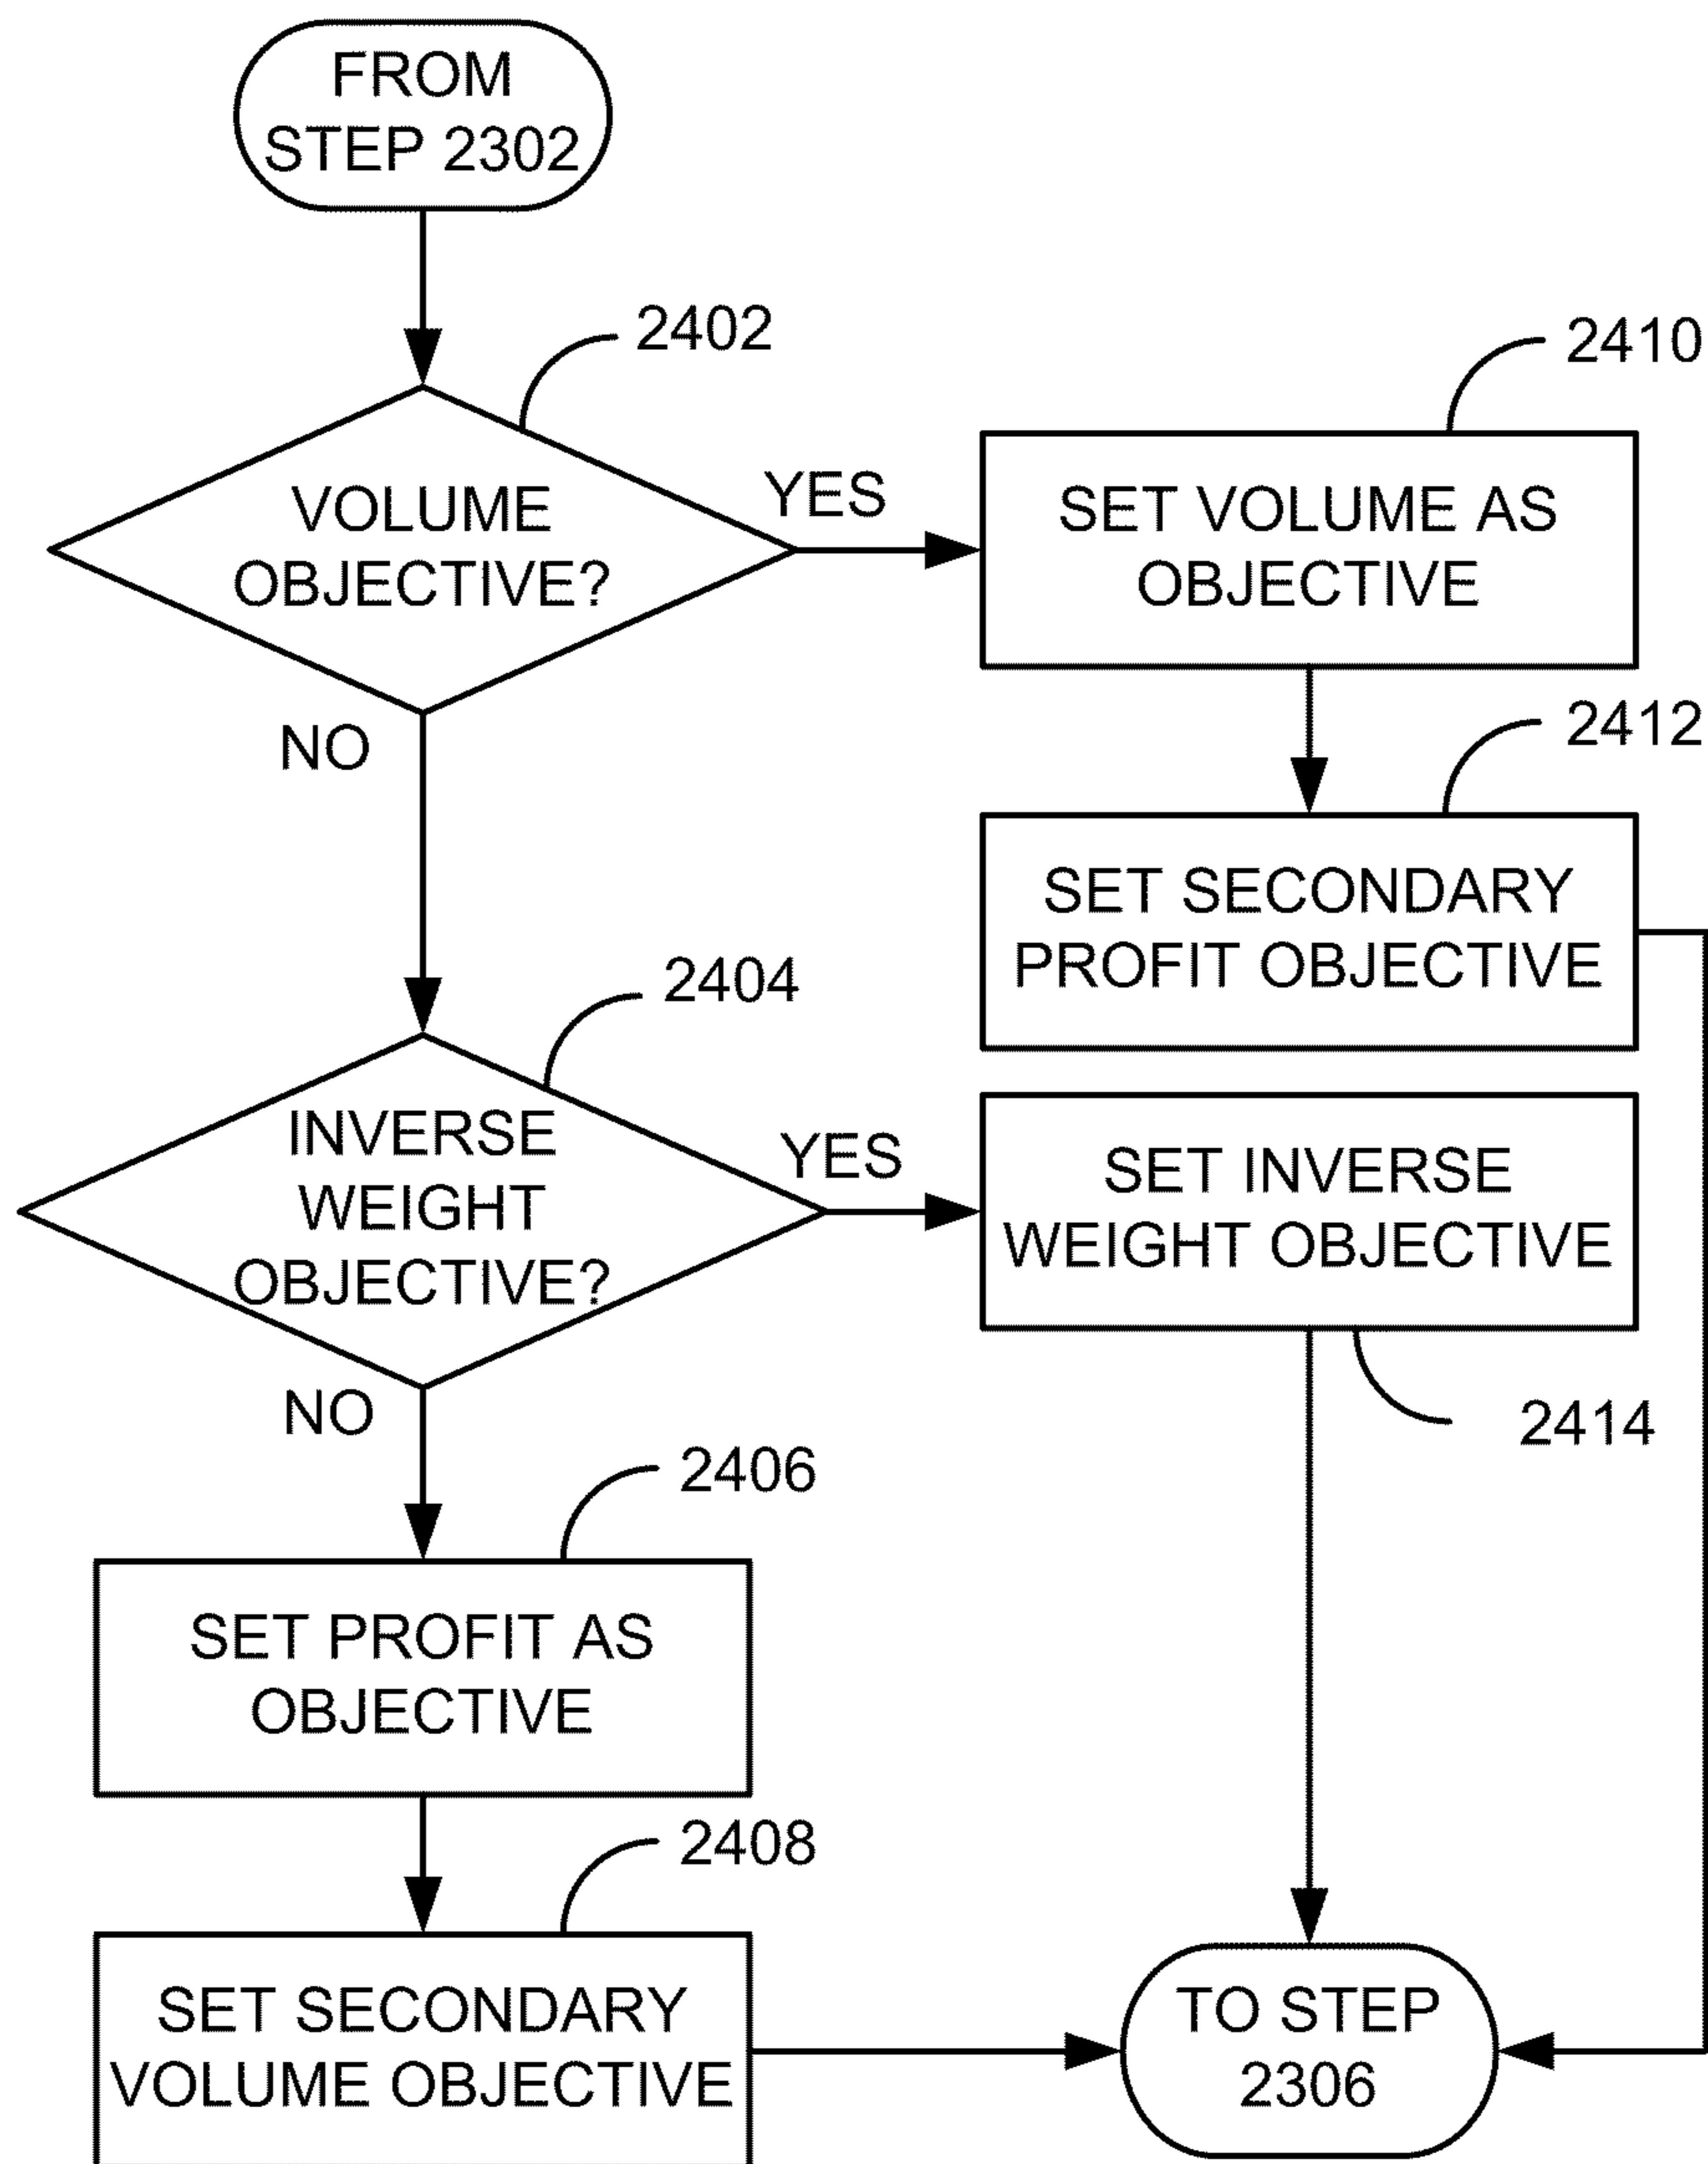 FROM
STEP 2302
2402
VOLUME
OBJECTIVE?
YES
NO
2410
SET VOLUME AS
OBJECTIVE
2412
SET SECONDARY
PROFIT OBJECTIVE
2404
INVERSE
WEIGHT
OBJECTIVE?
YES
NO
SET INVERSE
WEIGHT OBJECTIVE
2414
2406
SET PROFIT AS
OBJECTIVE
2408
SET SECONDARY
VOLUME OBJECTIVE
TO STEP
2306